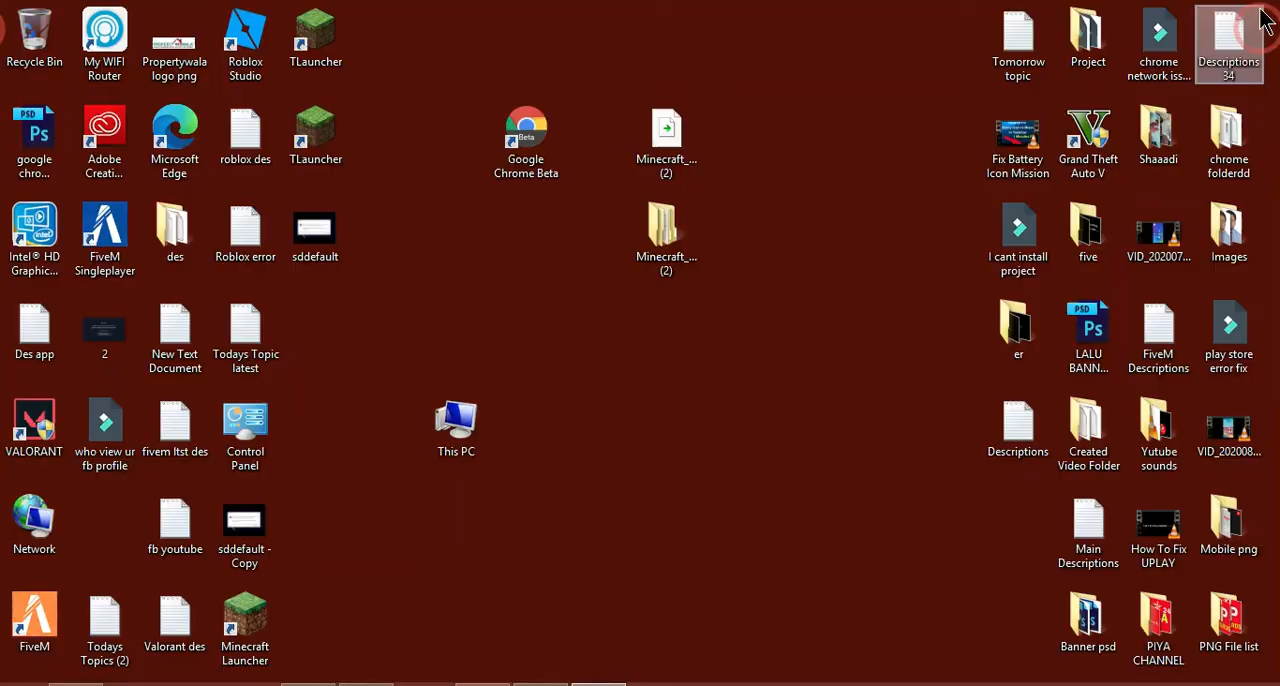 Recycle Bin
My WIFI
Router
Propertywala
logo png
Roblox
Studio
TLauncher
Tomorrow
topic
Project
chrome
network iss...
Descriptions
34
PSD
Ps
google
chro...
Adobe
Creati...
Microsoft
Edge
roblox des
TLauncher
Beta
Google
Chrome Beta
Minecraft_...
(2)
Fix Battery
Icon Mission
Grand Theft
Auto V
Shaaadi
chrome
folderdd
intel
Intel® HD
Graphic...
FiveM
Singleplayer
des
Roblox error
sddefault
Minecraft_...
(2)
I cant install
project
five
VID_202007...
Images
Des app
2
New Text
Document
Todays Topic
latest
er
PSD
Ps
LALU
BANN...
FiveM
Descriptions
play store
error fix
VALORANT
who view ur
fb profile
fivem ltst des
Control
Panel
This PC
Descriptions
Created
Video Folder
Yutube
sounds
VID_202008...
Network
fb youtube
sddefault -
Copy
Main
Descriptions
How To Fix
UPLAY
Mobile png
FiveM
Todays
Topics (2)
Valorant des
Minecraft
Launcher
Banner psd
PIYA
CHANNEL
PNG File list